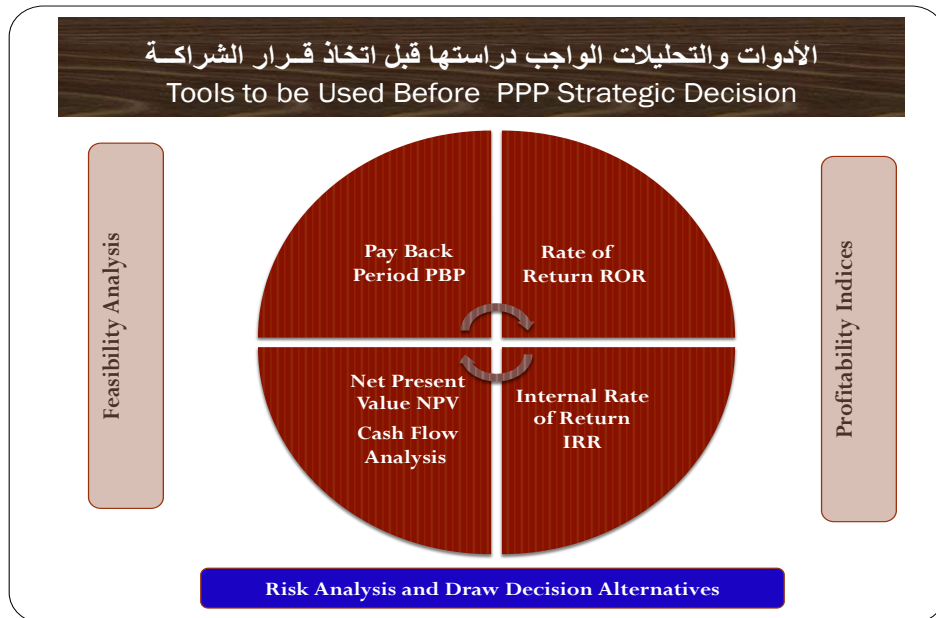 الأدوات والتحليلات الواجب دراستها قبل اتخاذ قــرار الشراكــة
Tools to be Used Before PPP Strategic Decision
Feasibility Analysis
Pay Back
Period PBP
Rate of
Return ROR
Net Present
Value NPV
Cash Flow
Analysis
Internal Rate
of Return
IRR
Profitability Indices
Risk Analysis and Draw Decision Alternatives